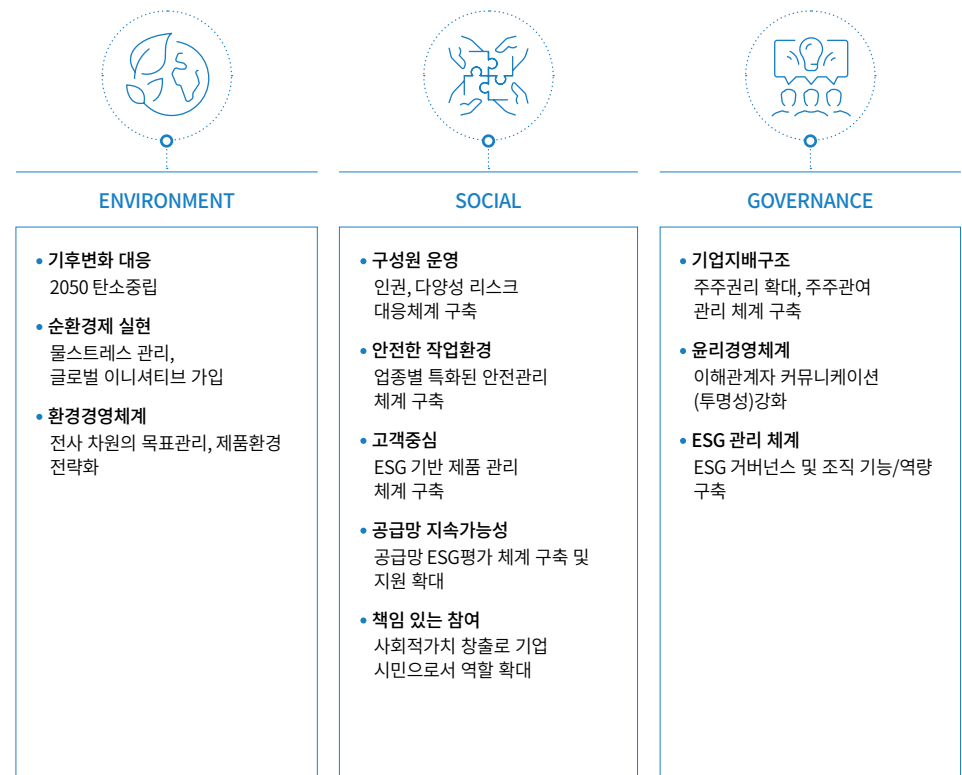 ENVIRONMENT
• 기후변화 대응
2050 탄소중립
• 순환경제 실현
물스트레스 관리,
글로벌 이니셔티브 가입
• 환경경영체계
전사 차원의 목표관리, 제품환경
전략화
SOCIAL
• 구성원 운영
인권, 다양성 리스크
대응체계 구축
• 안전한 작업환경
업종별 특화된 안전관리
체계 구축
• 고객중심
ESG 기반 제품 관리
체계 구축
• 공급망 지속가능성
공급망 ESG평가 체계 구축 및
지원 확대
• 책임 있는 참여
사회적가치 창출로 기업
시민으로서 역할 확대
GOVERNANCE
• 기업지배구조
주주권리 확대, 주주관여
관리 체계 구축
• 윤리경영체계
이해관계자 커뮤니케이션
(투명성)강화
• ESG 관리 체계
ESG 거버넌스 및 조직 기능/역량
구축